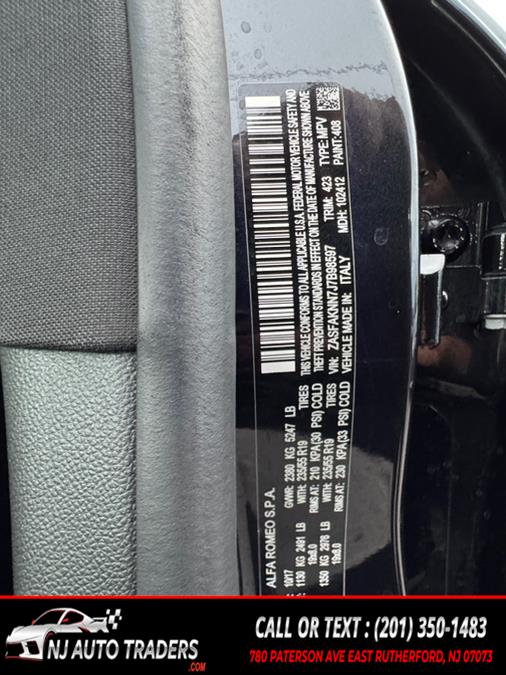 ALFA ROMEO S.P.A.
10/17
GVWR: 2380 KG 5247 LB
1130 KG 2491 LB
WITH: 235/55 R19 TIRES
19x8.0
RIMS AT: 210 KPA(30 PSI) COLD
1350 KG 2976 LB
WITH: 235/55 R19 TIRES
19x8.0
RIMS AT: 230 KPA(33 PSI) COLD
THIS VEHICLE CONFORMS TO ALL APPLICABLE U.S.A. FEDERAL MOTOR VEHICLE SAFETY AND
THEFT PREVENTION STANDARDS IN EFFECT ON THE DATE OF MANUFACTURE SHOWN ABOVE.
VIN: ZASFAKNN7J7B98597 TRIM: 423 TYPE: MPV
VEHICLE MADE IN: ITALY MDH: 102412 PAINT: 408
NJ AUTO TRADERS
.COM
CALL OR TEXT : (201) 350-1483
780 PATERSON AVE EAST RUTHERFORD, NJ 07073